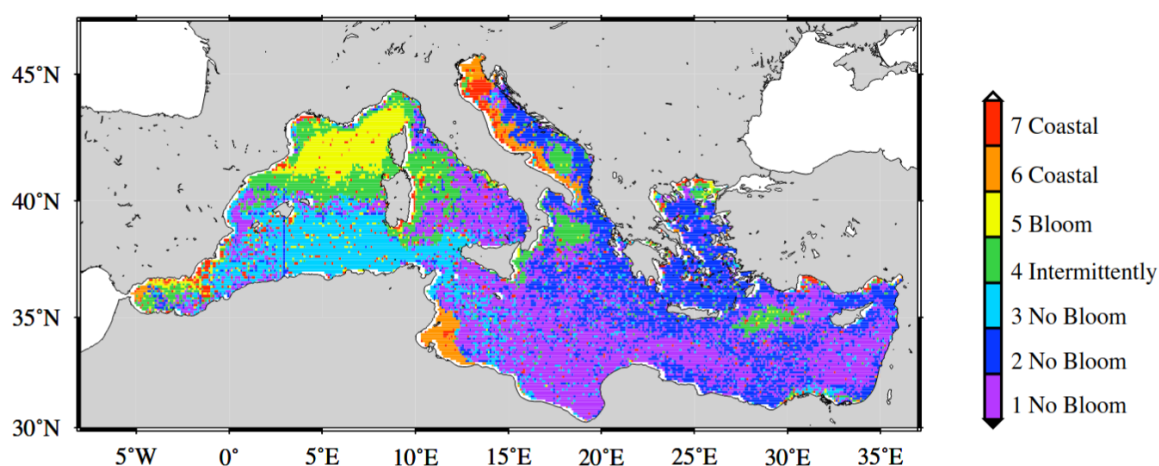 45°N
40°N
35°N
30°N
5°W 0° 5°E 10°E 15°E 20°E 25°E 30°E 35°E
7 Coastal
6 Coastal
5 Bloom
4 Intermittently
3 No Bloom
2 No Bloom
1 No Bloom